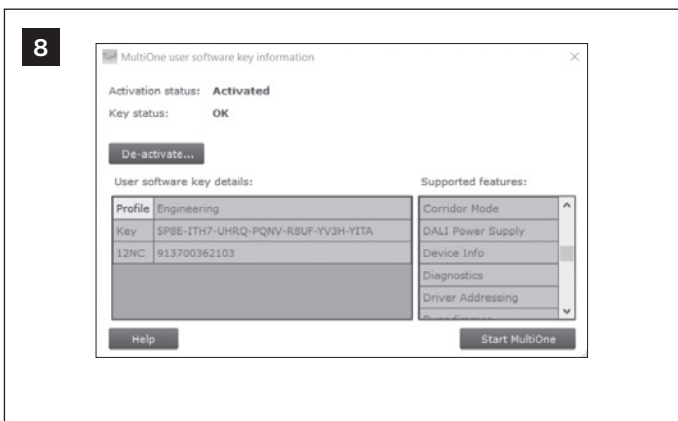 8
MultiOne user software key information
Activation status: Activated
Key status: OK
De-activate...
User software key details:
Supported features:
Profile Engineering
Key 5P8E-ITH7-UHRQ-PQNV-R8UF-YV3H-YITA
12NC 913700362103
Corridor Mode
DALI Power Supply
Device Info
Diagnostics
Driver Addressing
Help
Start MultiOne